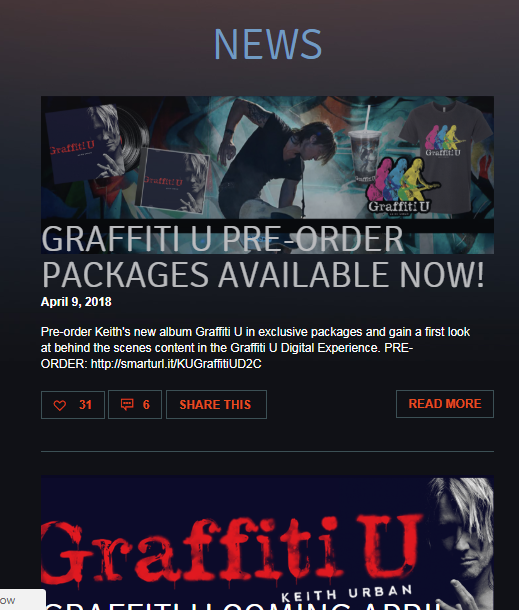 NEWS
Graffiti U
Graffiti U
Graffiti U
Graffiti U
GRAFFITI U PRE-ORDER
PACKAGES AVAILABLE NOW!
April 9, 2018
Pre-order Keith's new album Graffiti U in exclusive packages and gain a first look
at behind the scenes content in the Graffiti U Digital Experience. PRE-
ORDER: http://smarturl.it/KUGraffitiUD2C
31
6
SHARE THIS
READ MORE
Graffiti U
KEITH URBAN
GRAFFITI U COMING APRIL
ow